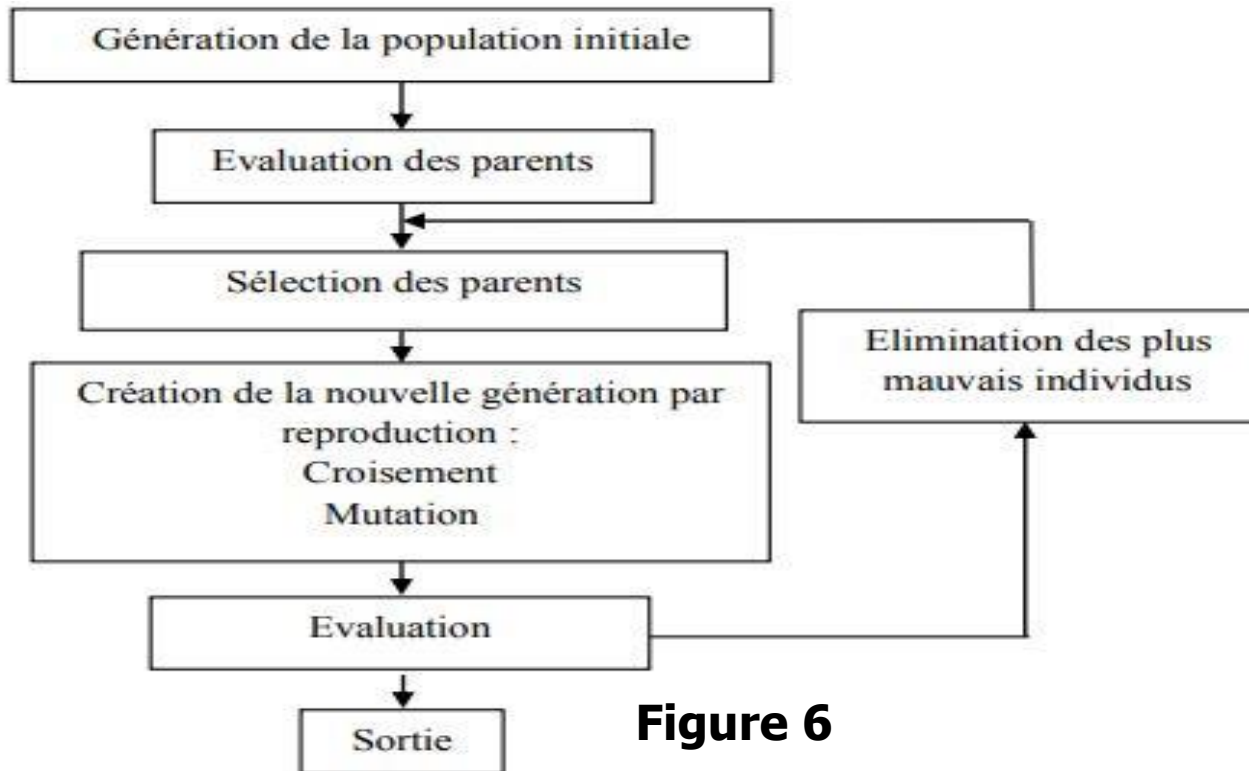 Génération de la population initiale
Evaluation des parents
Sélection des parents
Création de la nouvelle génération par
reproduction :
Croisement
Mutation
Evaluation
Sortie
Elimination des plus
mauvais individus
Figure 6